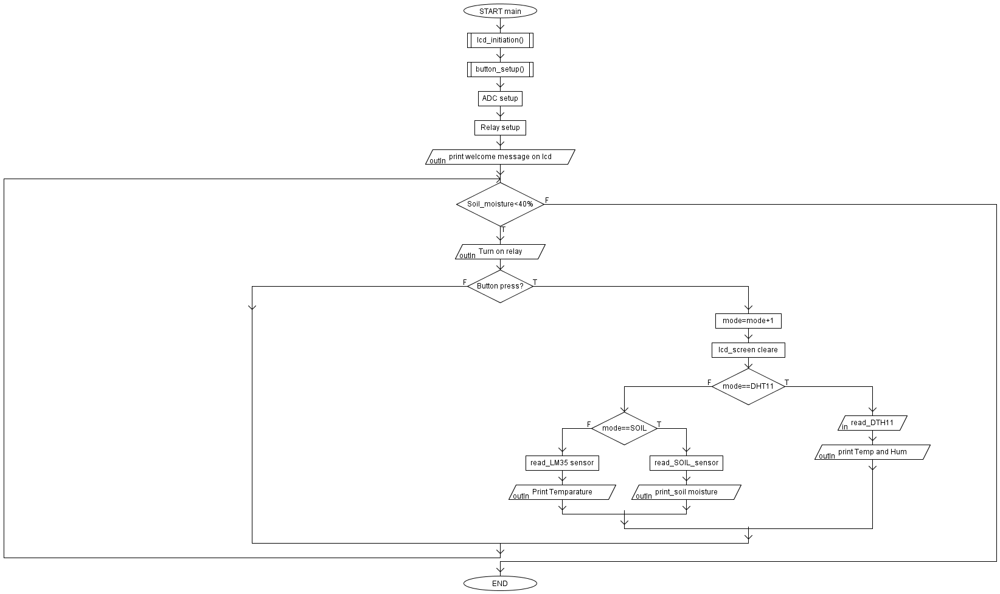 START main
lcd_initiation()
button_setup()
ADC setup
Relay setup
outln print welcome message on lcd
Soil_moisture<40%
F
T
outln Turn on relay
F
Button press?
T
mode=mode+1
lcd_screen cleare
F
mode==DHT11
T
F
mode==SOIL
T
in read_DTH11
outln print Temp and Hum
read_LM35 sensor
read_SOIL_sensor
outln Print Temparature
outln print_soil moisture
END